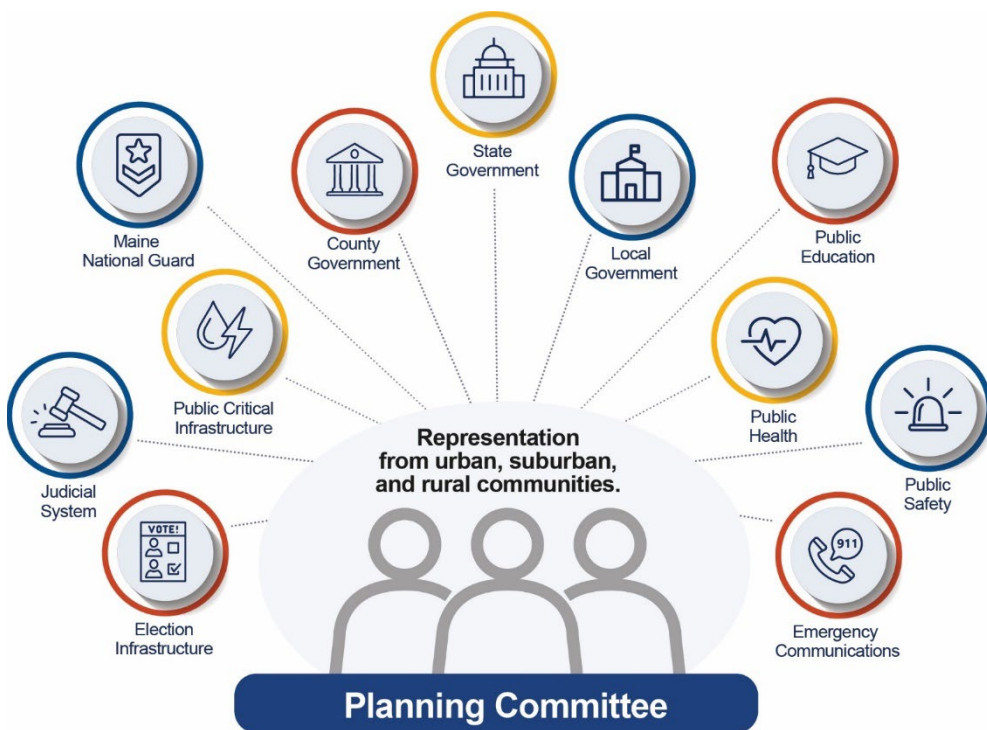 State
Government
Maine
National Guard
County
Government
Local
Government
Public
Education
Public Critical
Infrastructure
Public
Health
Judicial
System
Public
Safety
VOTE!
Election
Infrastructure
911
Emergency
Communications
Representation
from urban, suburban,
and rural communities.
Planning Committee